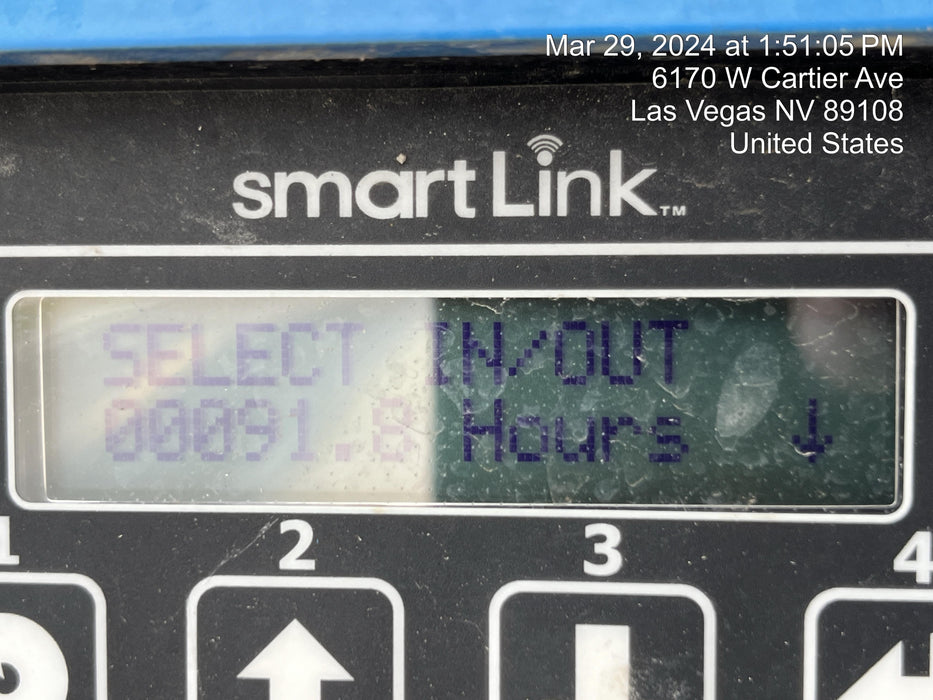 Mar 29, 2024 at 1:51:05 PM
6170 W Cartier Ave
Las Vegas NV 89108
United States
smartLink™
SELECT IN/OUT
00091.8 Hours ↓
1 2 3 4